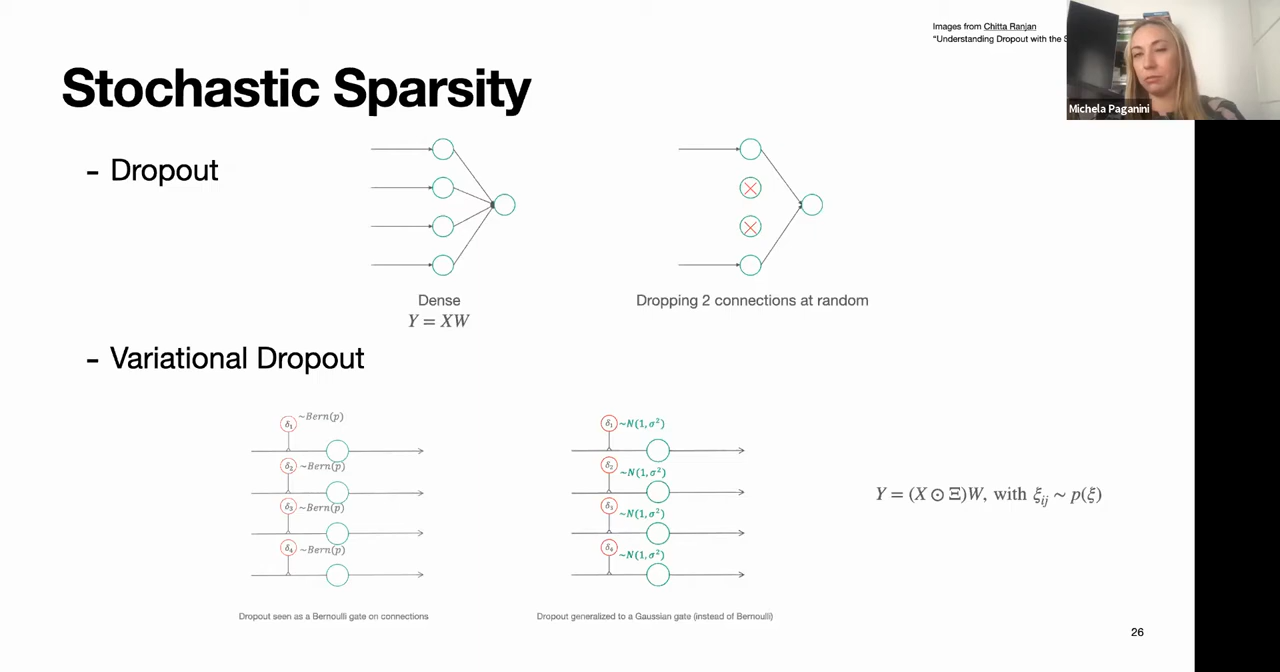 Images from Chitta Ranjan
"Understanding Dropout with the
Michela Paganini
Stochastic Sparsity
- Dropout
Dense
Y = XW
Dropping 2 connections at random
- Variational Dropout
δ₁ ~Bern(p)
δ₂ ~Bern(p)
δ₃ ~Bern(p)
δ₄ ~Bern(p)
Dropout seen as a Bernoulli gate on connections
δ₁ ~N(1, σ²)
δ₂ ~N(1, σ²)
δ₃ ~N(1, σ²)
δ₄ ~N(1, σ²)
Dropout generalized to a Gaussian gate (instead of Bernoulli)
Y = (X ⊙ Ξ)W, with ξᵢⱼ ~ p(ξ)
26